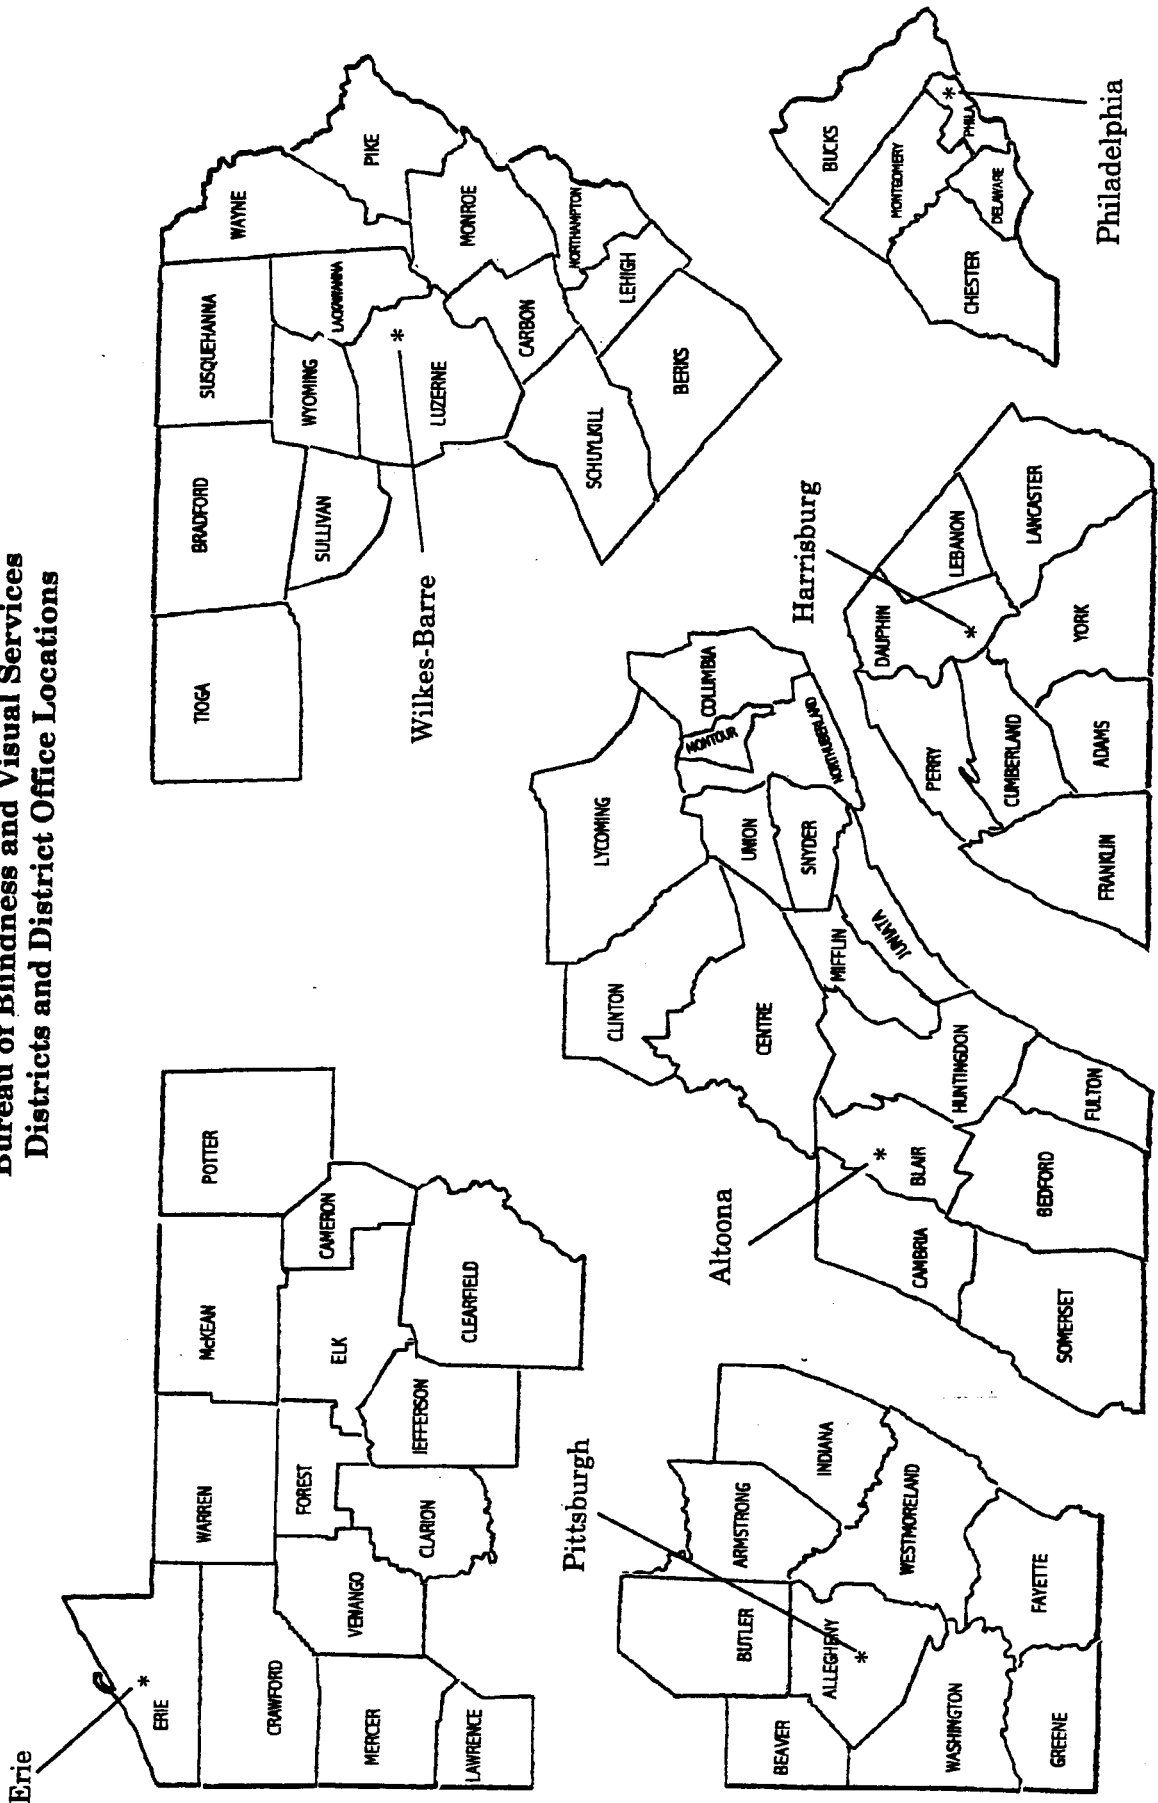 Bureau of Blindness and Visual Services
Districts and District Office Locations
Erie
ERIE
CRAWFORD
MERCER
LAWRENCE
VENANGO
WARREN
FOREST
CLARION
McKEAN
ELK
JEFFERSON
POTTER
CAMERON
CLEARFIELD
Pittsburgh
BEAVER
BUTLER
ALLEGHENY
ARMSTRONG
INDIANA
WESTMORELAND
WASHINGTON
GREENE
FAYETTE
Altoona
CLINTON
LYCOMING
COLUMBIA
MONTOUR
NORTHUMBERLAND
UNION
SNYDER
CENTRE
MIFFLIN
JUNIATA
HUNTINGDON
BLAIR
CAMBRIA
SOMERSET
BEDFORD
FULTON
Wilkes-Barre
TIOGA
BRADFORD
SUSQUEHANNA
WAYNE
SULLIVAN
WYOMING
LACKAWANNA
PIKE
LUZERNE
MONROE
CARBON
NORTHAMPTON
LEHIGH
SCHUYLKILL
BERKS
Harrisburg
PERRY
DAUPHIN
LEBANON
LANCASTER
CUMBERLAND
YORK
ADAMS
FRANKLIN
Philadelphia
BUCKS
MONTGOMERY
PHILA
DELAWARE
CHESTER